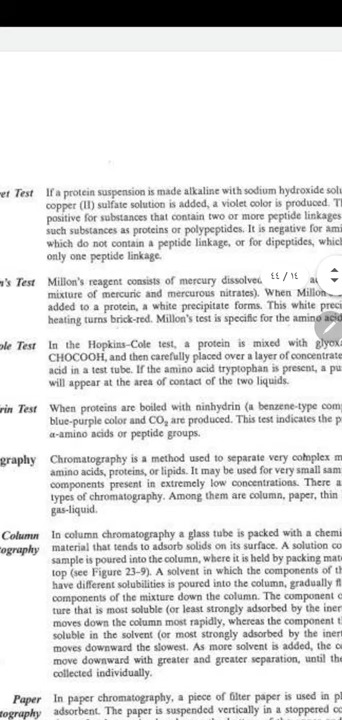 et Test If a protein suspension is made alkaline with sodium hydroxide solu
copper (II) sulfate solution is added, a violet color is produced. T
positive for substances that contain two or more peptide linkages
such substances as proteins or polypeptides. It is negative for ami
which do not contain a peptide linkage, or for dipeptides, whic
only one peptide linkage.
n's Test Millon's reagent consists of mercury dissolved
mixture of mercuric and mercurous nitrates). When Millon
added to a protein, a white precipitate forms. This white preci
heating turns brick-red. Millon's test is specific for the amino acid
٤٤ / ١٤
ole Test In the Hopkins–Cole test, a protein is mixed with glyoxa
CHOCOOH, and then carefully placed over a layer of concentrate
acid in a test tube. If the amino acid tryptophan is present, a pu
will appear at the area of contact of the two liquids.
rin Test When proteins are boiled with ninhydrin (a benzene-type com
blue-purple color and CO₂ are produced. This test indicates the p
α-amino acids or peptide groups.
graphy Chromatography is a method used to separate very complex m
amino acids, proteins, or lipids. It may be used for very small sam
components present in extremely low concentrations. There a
types of chromatography. Among them are column, paper, thin
gas-liquid.
Column In column chromatography a glass tube is packed with a chemi
tography material that tends to adsorb solids on its surface. A solution co
sample is poured into the column, where it is held by packing mat
top (see Figure 23–9). A solvent in which the components of th
have different solubilities is poured into the column, gradually fl
components of the mixture down the column. The component o
ture that is most soluble (or least strongly adsorbed by the iner
moves down the column most rapidly, whereas the component t
soluble in the solvent (or most strongly adsorbed by the inert
moves downward the slowest. As more solvent is added, the c
move downward with greater and greater separation, until the
collected individually.
Paper In paper chromatography, a piece of filter paper is used in pl
tography adsorbent. The paper is suspended vertically in a stoppered co